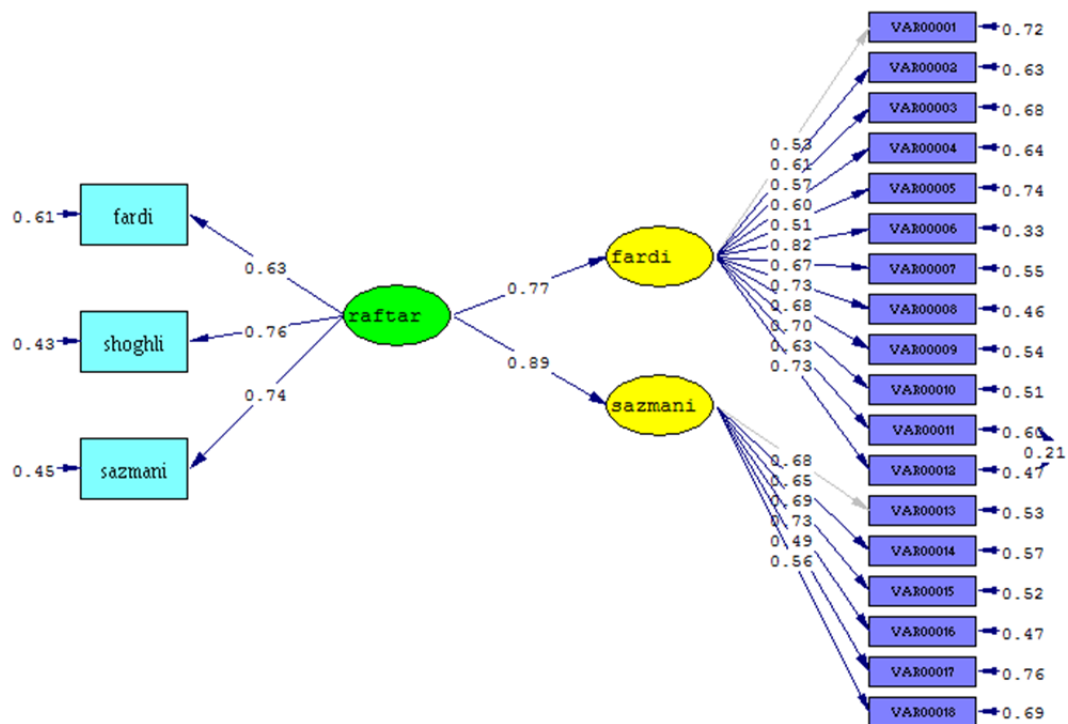 0.61
fardi
0.43
shoghli
0.45
sazmani
0.63
0.76
0.74
raftar
0.77
0.89
fardi
sazmani
0.53
0.61
0.57
0.60
0.51
0.82
0.67
0.73
0.68
0.70
0.63
0.73
0.68
0.65
0.69
0.73
0.49
0.56
VAR00001 0.72
VAR00002 0.63
VAR00003 0.68
VAR00004 0.64
VAR00005 0.74
VAR00006 0.33
VAR00007 0.55
VAR00008 0.46
VAR00009 0.54
VAR00010 0.51
VAR00011 0.60
0.21
VAR00012 0.47
VAR00013 0.53
VAR00014 0.57
VAR00015 0.52
VAR00016 0.47
VAR00017 0.76
VAR00018 0.69